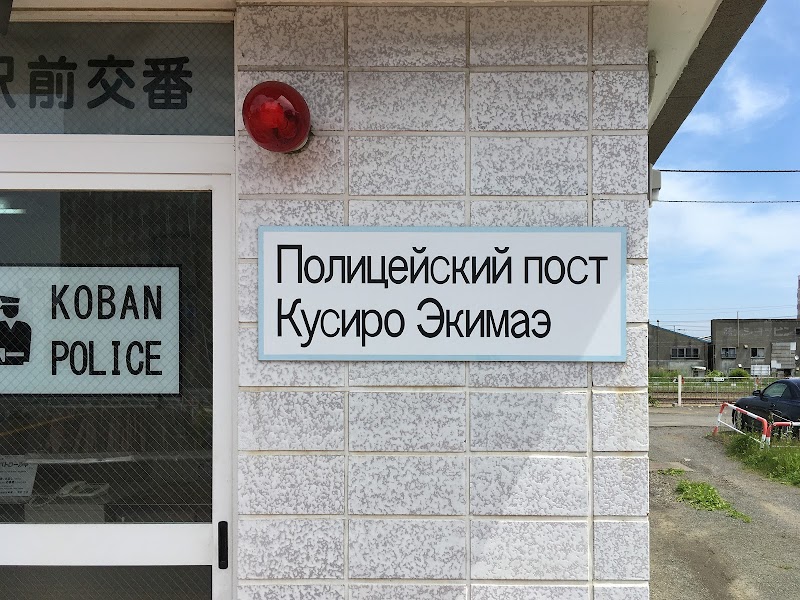 駅前交番
KOBAN
POLICE
Полицейский пост
Кусиро Экимаэ